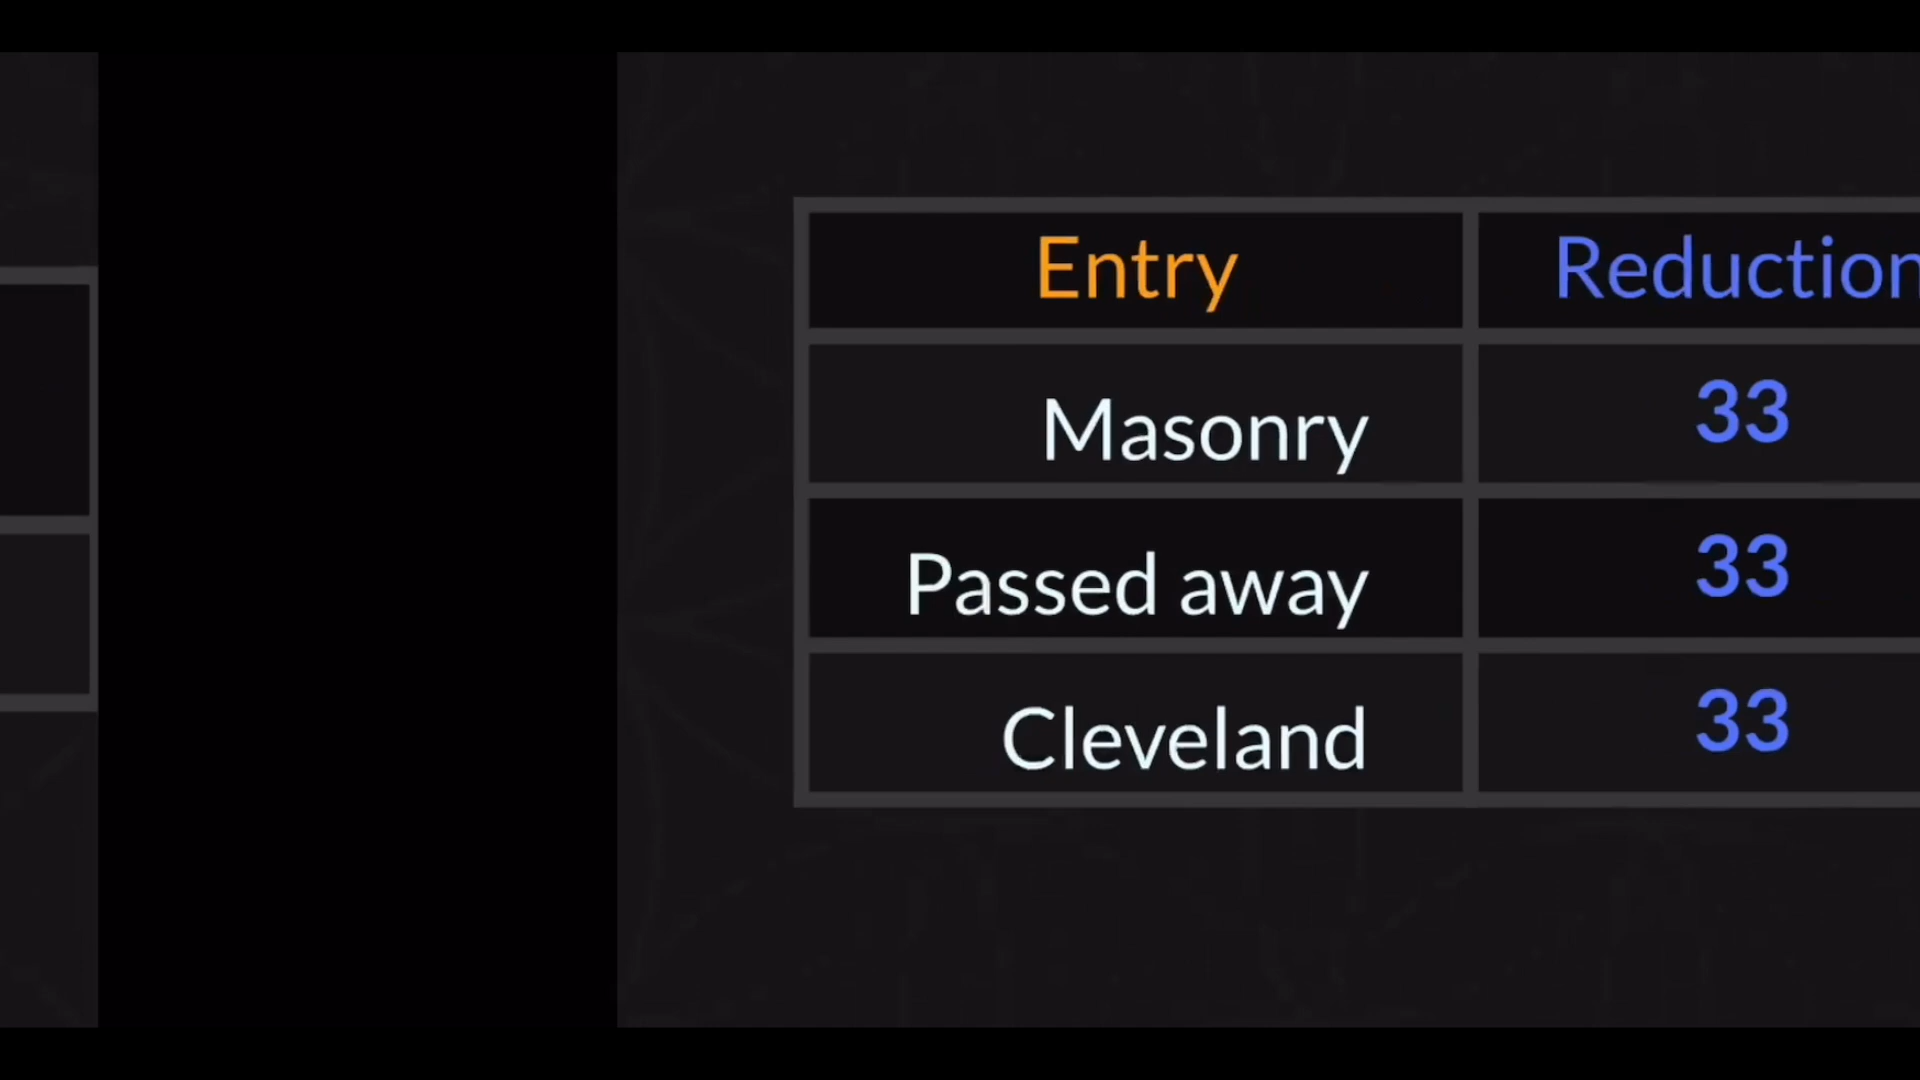 Entry Reduction
Masonry 33
Passed away 33
Cleveland 33